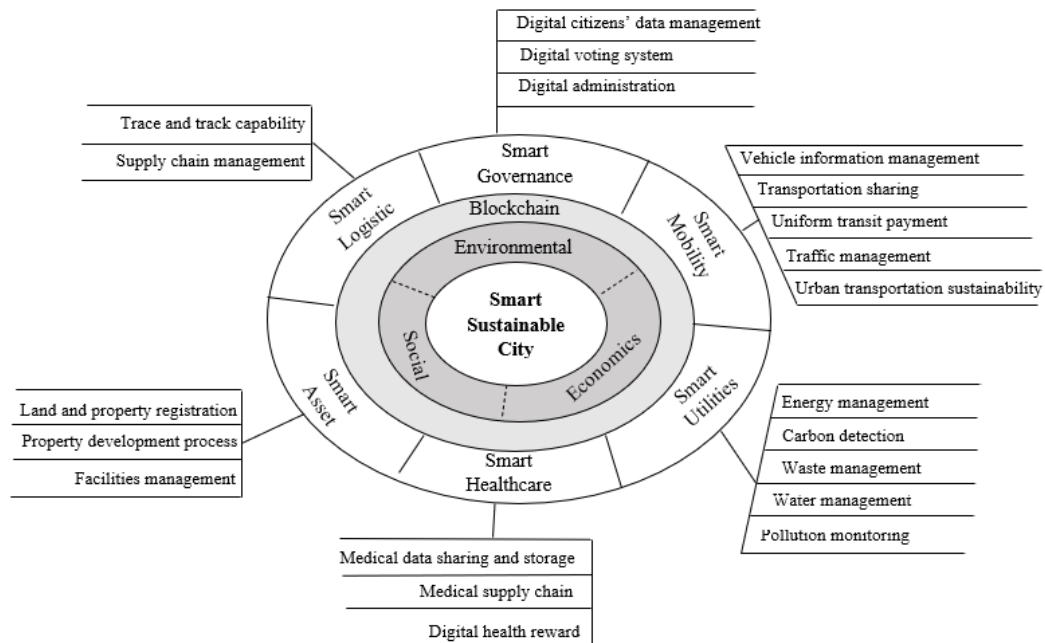 Digital citizens’ data management
Digital voting system
Digital administration
Trace and track capability
Supply chain management
Vehicle information management
Transportation sharing
Uniform transit payment
Traffic management
Urban transportation sustainability
Smart
Governance
Smart
Logistic
Smart
Mobility
Blockchain
Environmental
Smart
Sustainable
City
Social
Economics
Smart
Asset
Smart
Utilities
Smart
Healthcare
Land and property registration
Property development process
Facilities management
Energy management
Carbon detection
Waste management
Water management
Pollution monitoring
Medical data sharing and storage
Medical supply chain
Digital health reward